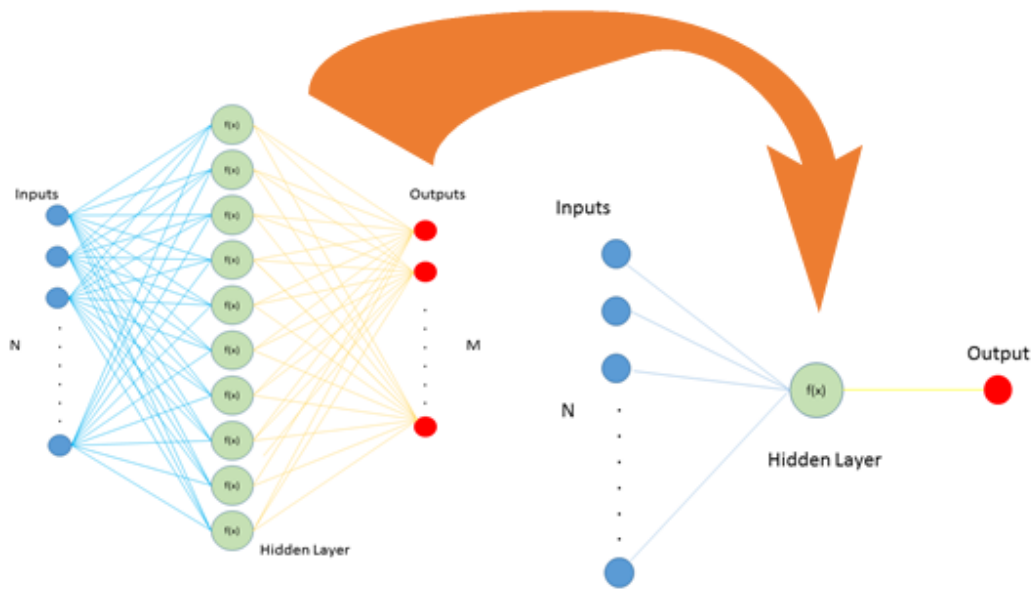 f(x)
f(x)
Inputs
Outputs
f(x)
f(x)
f(x)
N
M
f(x)
f(x)
f(x)
f(x)
f(x)
Hidden Layer
Inputs
Output
f(x)
N
Hidden Layer